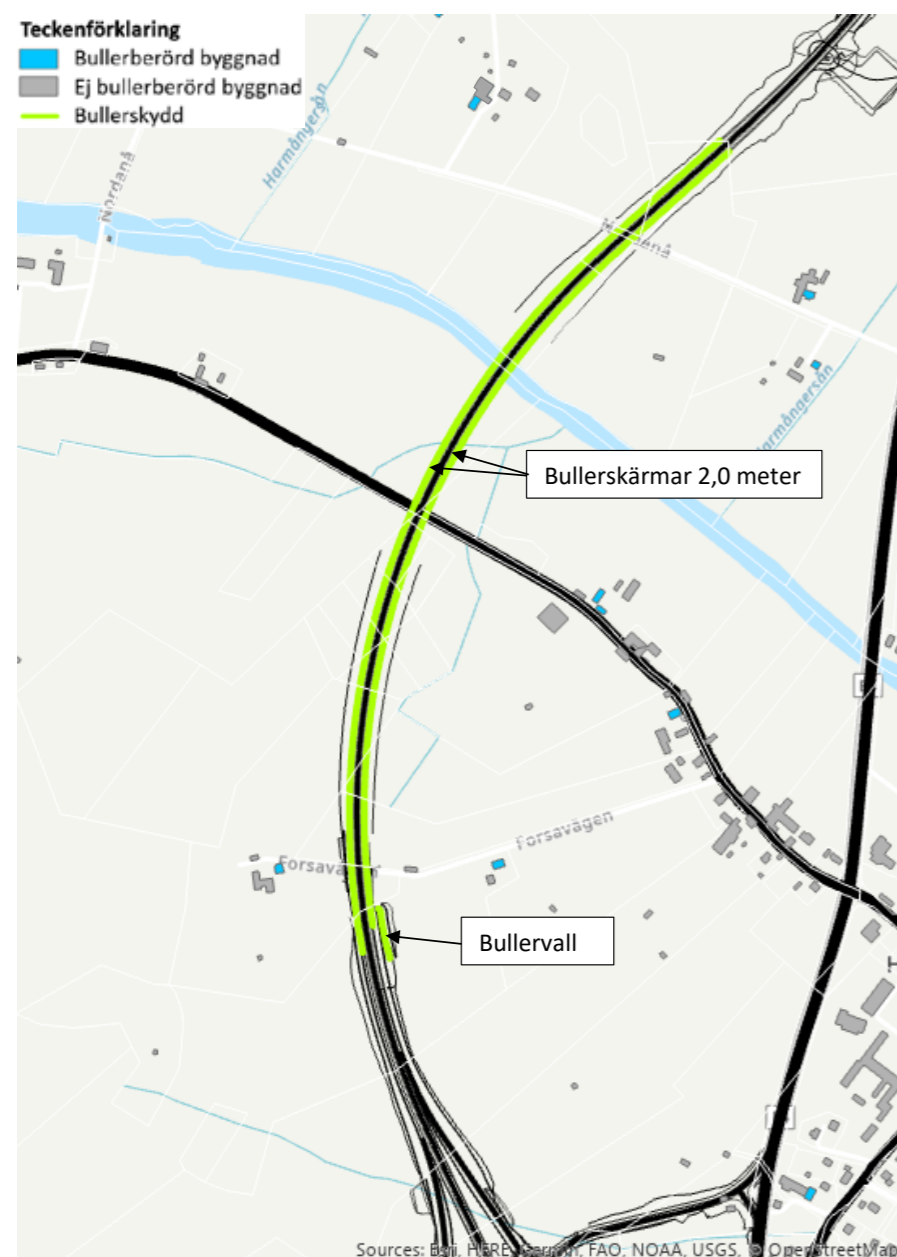 Teckenförklaring
Bullerberörd byggnad
Ej bullerberörd byggnad
Bullerskydd
Harmångersån
Nordanå
Harmångersån
Bullerskärmar 2,0 meter
Forsavägen
Bullervall
Sources: Esri, HERE, Garmin, FAO, NOAA, USGS, © OpenStreetMap